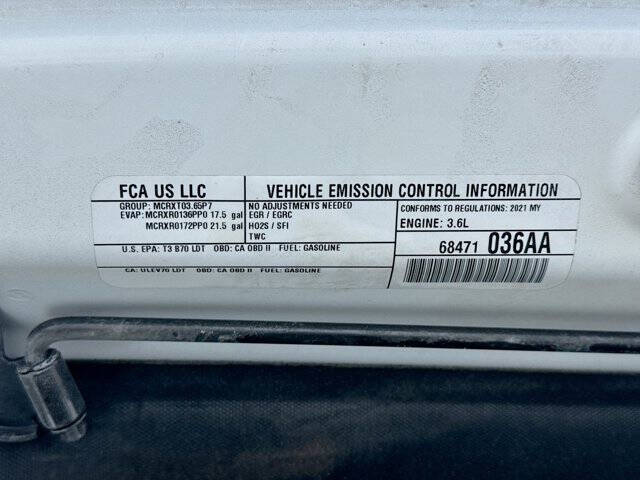 FCA US LLC
VEHICLE EMISSION CONTROL INFORMATION
GROUP: MCRXT03.65P7
EVAP: MCRXR0136PP0 17.5 gal
MCRXR0172PP0 21.5 gal
NO ADJUSTMENTS NEEDED
EGR / EGRC
HO2S / SFI
TWC
CONFORMS TO REGULATIONS: 2021 MY
ENGINE: 3.6L
U.S. EPA: T3 B70 LDT OBD: CA OBD II FUEL: GASOLINE
68471 036AA
CA: ULEV70 LDT OBD: CA OBD II FUEL: GASOLINE